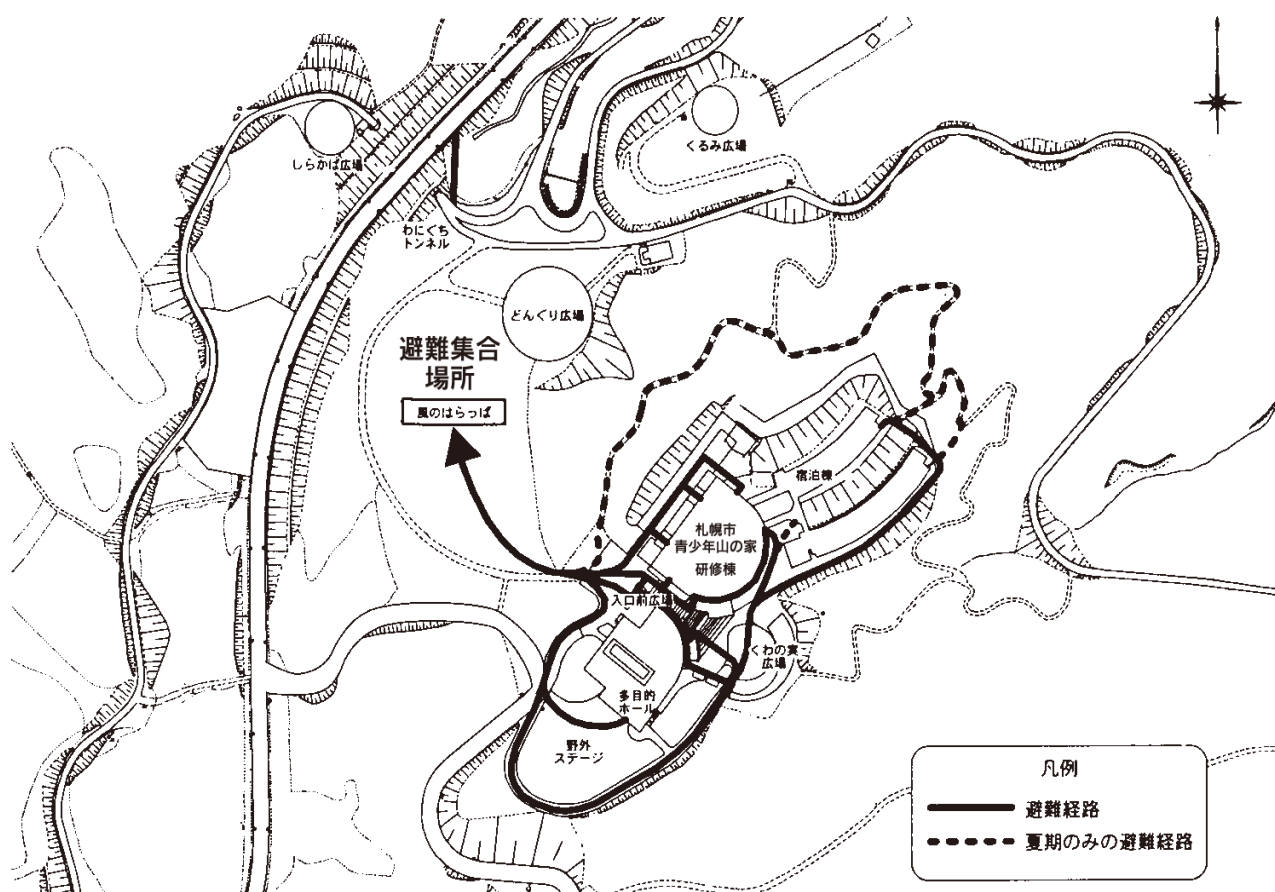 しらかば広場
くるみ広場
わにぐち
トンネル
どんぐり広場
避難集合
場所
風のはらっぱ
宿泊棟
札幌市
青少年山の家
研修棟
入口前広場
くわの実
広場
多目的
ホール
野外
ステージ
凡例
避難経路
夏期のみの避難経路